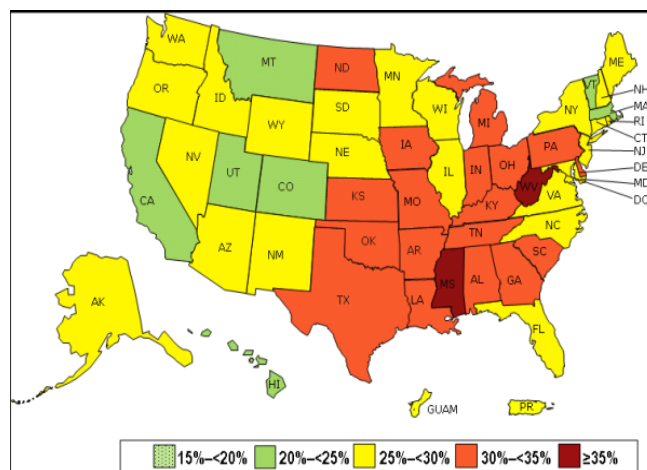 WA
ME
MT
ND
VT
MN
NH
OR
MA
ID
SD
WI
NY
RI
MI
CT
WY
NJ
IA
PA
NE
DE
OH
NV
IL
IN
MD
UT
WV
VA
DC
CO
CA
KS
MO
KY
NC
TN
OK
AZ
NM
AR
SC
MS
AL
GA
TX
LA
AK
FL
HI
PR
GUAM
15%–<20% 20%–<25% 25%–<30% 30%–<35% ≥35%